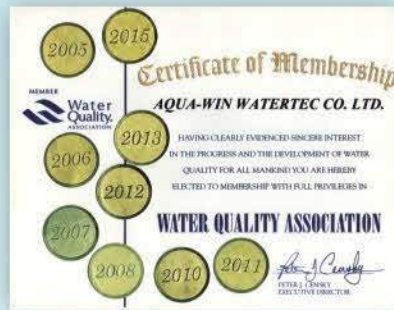 2005
2015
Certificate of Membership
MEMBER
Water
Quality
ASSOCIATION
AQUA-WIN WATERTEC CO. LTD.
2013
HAVING CLEARLY EVIDENCED SINCERE INTEREST
IN THE PROGRESS AND THE DEVELOPMENT OF WATER
QUALITY FOR ALL MANKIND YOU ARE HEREBY
ELECTED TO MEMBERSHIP WITH FULL PRIVILEGES IN
2006
2012
WATER QUALITY ASSOCIATION
2007
2008
2010
2011
Peter J Censky
PETER J. CENSKY
EXECUTIVE DIRECTOR